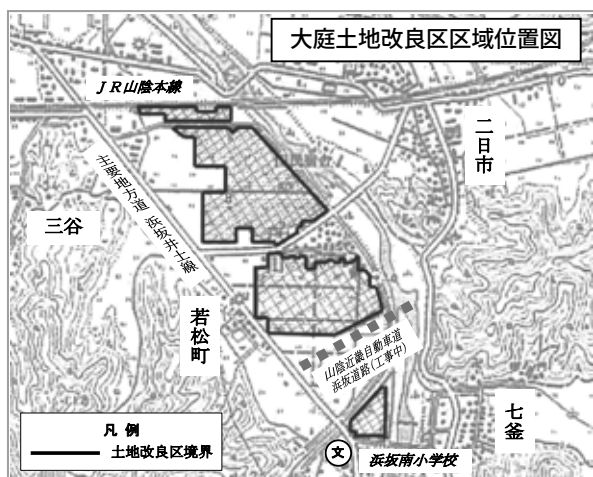 大庭土地改良区区域位置図
ＪＲ山陰本線
二日市
主要地方道 浜坂井土線
三谷
若松町
山陰近畿自動車道
浜坂道路(工事中)
七釜
凡 例
土地改良区境界
文
浜坂南小学校